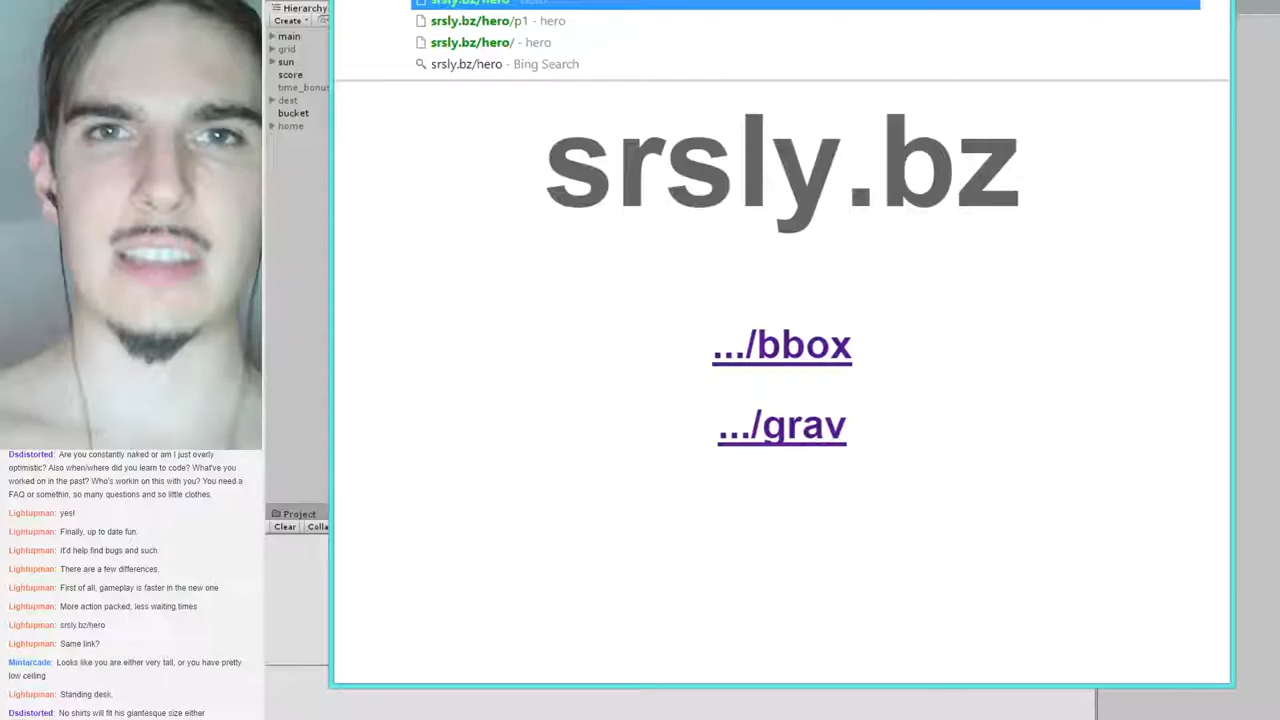 Hierarchy
Create
main
grid
sun
score
time_bonus
dest
bucket
home
srsly.bz/hero - hero
srsly.bz/hero/p1 - hero
srsly.bz/hero/ - hero
srsly.bz/hero - Bing Search
srsly.bz
.../bbox
.../grav
Project
Clear Colla
Dsdistorted: Are you constantly naked or am I just overly
optimistic? Also when/where did you learn to code? What've you
worked on in the past? Who's workin on this with you? You need a
FAQ or somethin, so many questions and so little clothes.
Lightupman: yes!
Lightupman: Finally, up to date fun.
Lightupman: it'd help find bugs and such.
Lightupman: There are a few differences.
Lightupman: First of all, gameplay is faster in the new one
Lightupman: More action packed, less waiting times
Lightupman: srsly.bz/hero
Lightupman: Same link?
Mintarcade: Looks like you are either very tall, or you have pretty
low ceiling
Lightupman: Standing desk.
Dsdistorted: No shirts will fit his giantesque size either